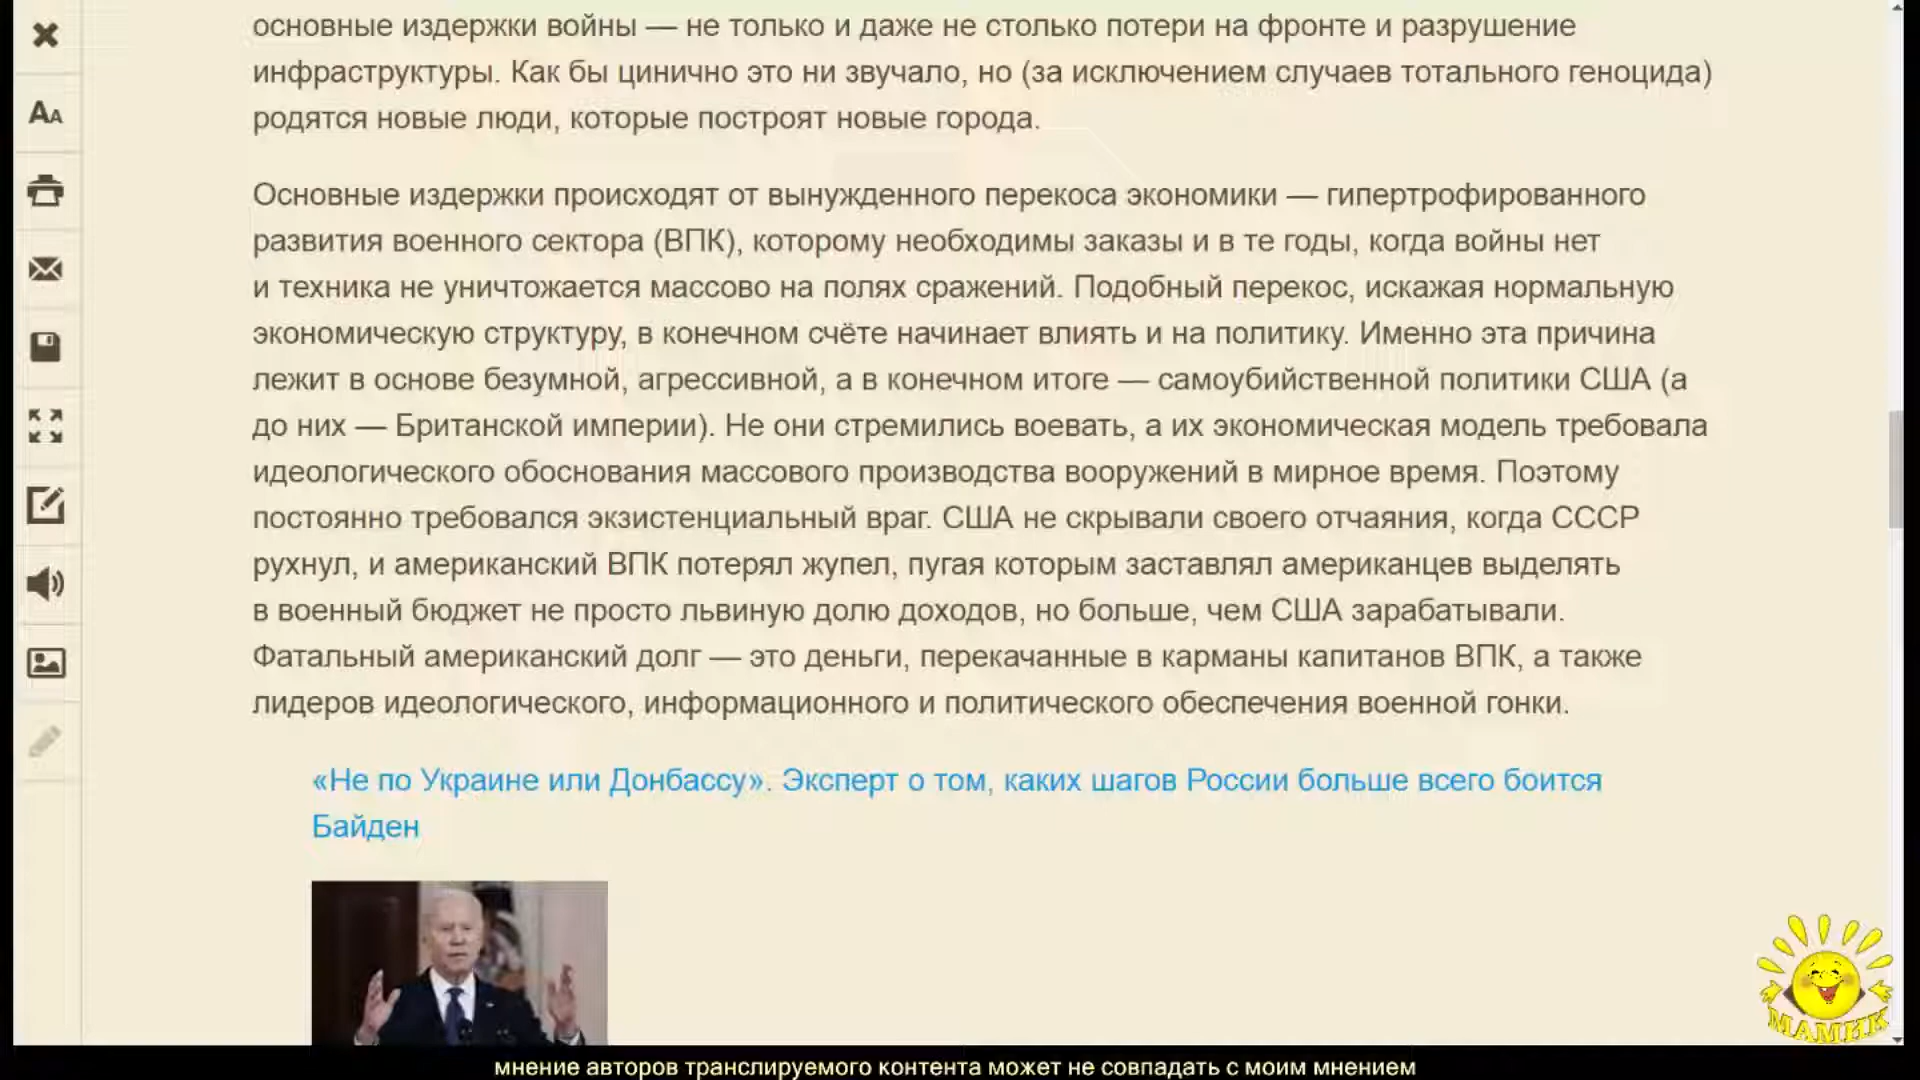 основные издержки войны — не только и даже не столько потери на фронте и разрушение
инфраструктуры. Как бы цинично это ни звучало, но (за исключением случаев тотального геноцида)
родятся новые люди, которые построят новые города.
Основные издержки происходят от вынужденного перекоса экономики — гипертрофированного
развития военного сектора (ВПК), которому необходимы заказы и в те годы, когда войны нет
и техника не уничтожается массово на полях сражений. Подобный перекос, искажая нормальную
экономическую структуру, в конечном счёте начинает влиять и на политику. Именно эта причина
лежит в основе безумной, агрессивной, а в конечном итоге — самоубийственной политики США (а
до них — Британской империи). Не они стремились воевать, а их экономическая модель требовала
идеологического обоснования массового производства вооружений в мирное время. Поэтому
постоянно требовался экзистенциальный враг. США не скрывали своего отчаяния, когда СССР
рухнул, и американский ВПК потерял жупел, пугая которым заставлял американцев выделять
в военный бюджет не просто львиную долю доходов, но больше, чем США зарабатывали.
Фатальный американский долг — это деньги, перекачанные в карманы капитанов ВПК, а также
лидеров идеологического, информационного и политического обеспечения военной гонки.
«Не по Украине или Донбассу». Эксперт о том, каких шагов России больше всего боится
Байден
МАМИК
мнение авторов транслируемого контента может не совпадать с моим мнением